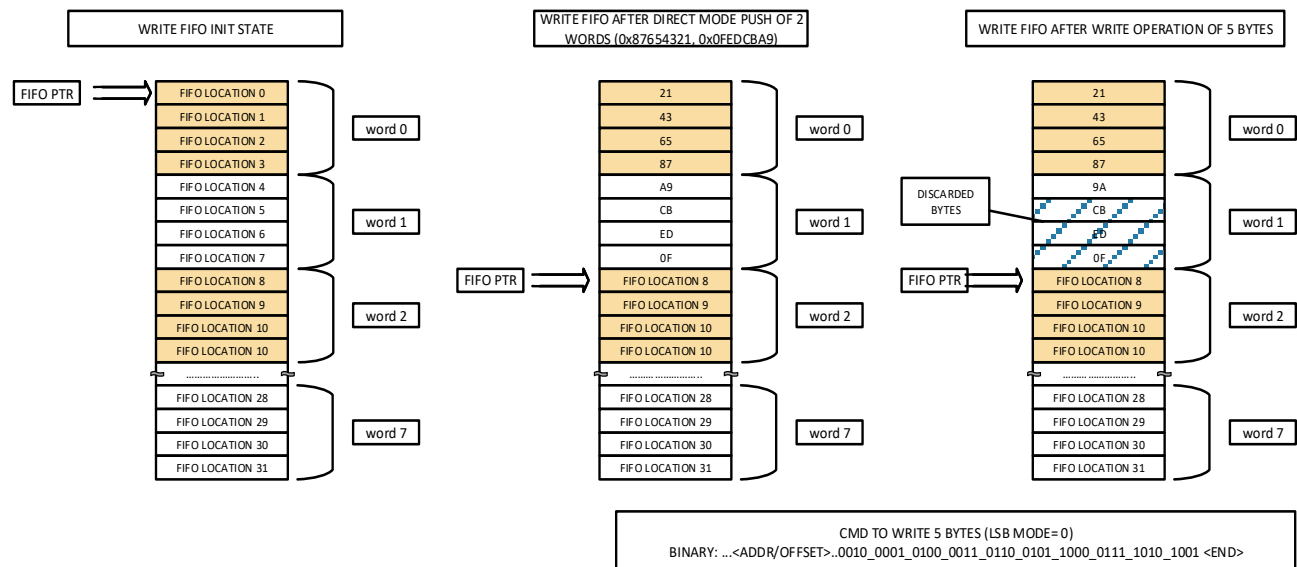 WRITE FIFO INIT STATE
WRITE FIFO AFTER DIRECT MODE PUSH OF 2
WORDS (0x87654321, 0x0FEDCBA9)
WRITE FIFO AFTER WRITE OPERATION OF 5 BYTES
FIFO PTR
FIFO LOCATION 0
FIFO LOCATION 1
FIFO LOCATION 2
FIFO LOCATION 3
FIFO LOCATION 4
FIFO LOCATION 5
FIFO LOCATION 6
FIFO LOCATION 7
FIFO LOCATION 8
FIFO LOCATION 9
FIFO LOCATION 10
FIFO LOCATION 10
............................
FIFO LOCATION 28
FIFO LOCATION 29
FIFO LOCATION 30
FIFO LOCATION 31
word 0
word 1
word 2
word 7
FIFO PTR
21
43
65
87
A9
CB
ED
0F
FIFO LOCATION 8
FIFO LOCATION 9
FIFO LOCATION 10
FIFO LOCATION 10
............................
FIFO LOCATION 28
FIFO LOCATION 29
FIFO LOCATION 30
FIFO LOCATION 31
word 0
word 1
word 2
word 7
DISCARDED
BYTES
FIFO PTR
21
43
65
87
9A
CB
ED
0F
FIFO LOCATION 8
FIFO LOCATION 9
FIFO LOCATION 10
FIFO LOCATION 10
............................
FIFO LOCATION 28
FIFO LOCATION 29
FIFO LOCATION 30
FIFO LOCATION 31
word 0
word 1
word 2
word 7
CMD TO WRITE 5 BYTES (LSB MODE= 0)
BINARY: ...<ADDR/OFFSET>..0010_0001_0100_0011_0110_0101_1000_0111_1010_1001 <END>